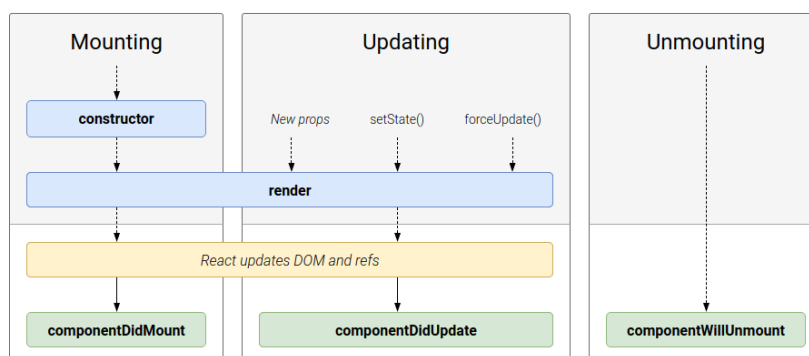 Mounting
Updating
Unmounting
constructor
New props
setState()
forceUpdate()
render
React updates DOM and refs
componentDidMount
componentDidUpdate
componentWillUnmount